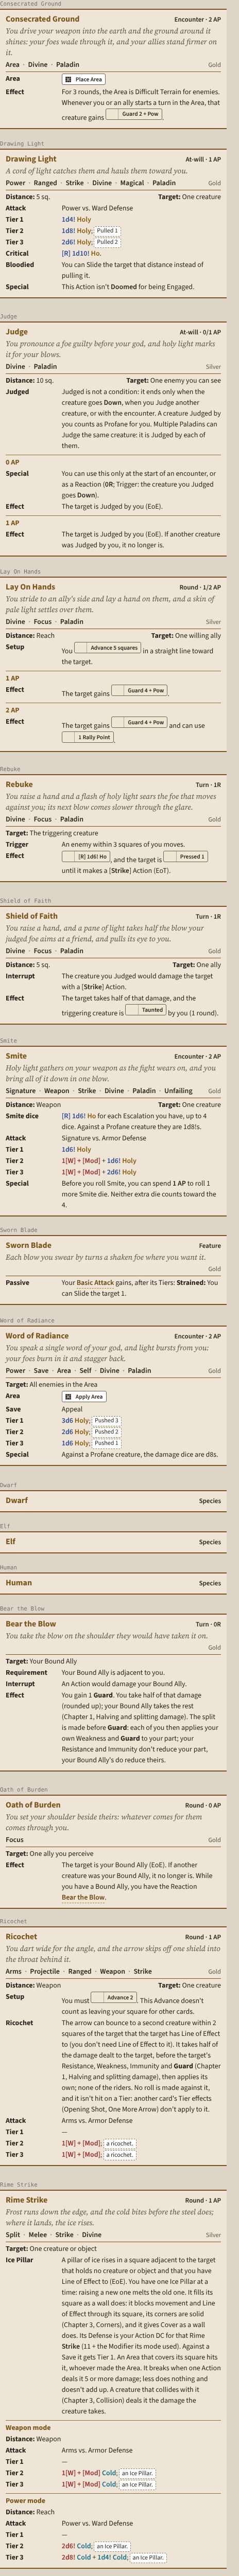 Consecrated Ground
Consecrated Ground Encounter · 2 AP
You drive your weapon into the earth and the ground around it
shines: your foes wade through it, and your allies stand firmer on
it.
Area · Divine · Paladin Gold
Area Place Area
Effect For 3 rounds, the Area is Difficult Terrain for enemies.
Whenever you or an ally starts a turn in the Area, that
creature gains Guard 2 + Pow.
Drawing Light
Drawing Light At-will · 1 AP
A cord of light catches them and hauls them toward you.
Power · Ranged · Strike · Divine · Magical · Paladin Gold
Distance: 5 sq. Target: One creature
Attack Power vs. Ward Defense
Tier 1 1d4! Holy
Tier 2 1d8! Holy; Pulled 1
Tier 3 2d6! Holy; Pulled 2
Critical [R] 1d10! Ho.
Bloodied You can Slide the target that distance instead of
pulling it.
Special This Action isn't Doomed for being Engaged.
Judge
Judge At-will · 0/1 AP
You pronounce a foe guilty before your god, and holy light marks
it for your blows.
Divine · Paladin Silver
Distance: 10 sq. Target: One enemy you can see
Judged Judged is not a condition: it ends only when the
creature goes Down, when you Judge another
creature, or with the encounter. A creature Judged by
you counts as Profane for you. Multiple Paladins can
Judge the same creature: it is Judged by each of
them.
0 AP
Special You can use this only at the start of an encounter, or
as a Reaction (0R; Trigger: the creature you Judged
goes Down).
Effect The target is Judged by you (EoE).
1 AP
Effect The target is Judged by you (EoE). If another creature
was Judged by you, it no longer is.
Lay On Hands
Lay On Hands Round · 1/2 AP
You stride to an ally's side and lay a hand on them, and a skin of
pale light settles over them.
Divine · Focus · Paladin Silver
Distance: Reach Target: One willing ally
Setup You Advance 5 squares in a straight line toward
the target.
1 AP
Effect The target gains Guard 4 + Pow.
2 AP
Effect The target gains Guard 4 + Pow and can use
1 Rally Point.
Rebuke
Rebuke Turn · 1R
You raise a hand and a flash of holy light sears the foe that moves
against you; its next blow comes slower through the glare.
Divine · Focus · Paladin Gold
Target: The triggering creature
Trigger An enemy within 3 squares of you moves.
Effect [R] 1d6! Ho, and the target is Pressed 1
until it makes a [Strike] Action (EoT).
Shield of Faith
Shield of Faith Turn · 1R
You raise a hand, and a pane of light takes half the blow your
judged foe aims at a friend, and pulls its eye to you.
Divine · Focus · Paladin Gold
Distance: 5 sq. Target: One ally
Interrupt The creature you Judged would damage the target
with a [Strike] Action.
Effect The target takes half of that damage, and the
triggering creature is Taunted by you (1 round).
Smite
Smite Encounter · 2 AP
Holy light gathers on your weapon as the fight wears on, and you
bring all of it down in one blow.
Signature · Weapon · Strike · Divine · Paladin · Unfailing Gold
Distance: Weapon Target: One creature
Smite dice [R] 1d6! Ho for each Escalation you have, up to 4
dice. Against a Profane creature they are 1d8!s.
Attack Signature vs. Armor Defense
Tier 1 1d6! Holy
Tier 2 1[W] + [Mod] + 1d6! Holy
Tier 3 1[W] + [Mod] + 2d6! Holy
Special Before you roll Smite, you can spend 1 AP to roll 1
more Smite die. Neither extra die counts toward the
4.
Sworn Blade
Sworn Blade Feature
Each blow you swear by turns a shaken foe where you want it.
Gold
Passive Your Basic Attack gains, after its Tiers: Strained: You
can Slide the target 1.
Word of Radiance
Word of Radiance Encounter · 2 AP
You speak a single word of your god, and light bursts from you:
your foes burn in it and stagger back.
Power · Save · Area · Self · Divine · Paladin Gold
Target: All enemies in the Area
Area Apply Area
Save Appeal
Tier 1 3d6 Holy; Pushed 3
Tier 2 2d6 Holy; Pushed 2
Tier 3 1d6 Holy; Pushed 1
Special Against a Profane creature, the damage dice are d8s.
Dwarf
Dwarf Species
Elf
Elf Species
Human
Human Species
Bear the Blow
Bear the Blow Turn · 0R
You take the blow on the shoulder they would have taken it on.
Gold
Target: Your Bound Ally
Requirement Your Bound Ally is adjacent to you.
Interrupt An Action would damage your Bound Ally.
Effect You gain 1 Guard. You take half of that damage
(rounded up); your Bound Ally takes the rest
(Chapter 1, Halving and splitting damage). The split
is made before Guard: each of you then applies your
own Weakness and Guard to your part; your
Resistance and Immunity don't reduce your part,
your Bound Ally's do reduce theirs.
Oath of Burden
Oath of Burden Round · 0 AP
You set your shoulder beside theirs: whatever comes for them
comes through you.
Focus Gold
Target: One ally you perceive
Effect The target is your Bound Ally (EoE). If another
creature was your Bound Ally, it no longer is. While
you have a Bound Ally, you have the Reaction
Bear the Blow.
Ricochet
Ricochet Round · 1 AP
You dart wide for the angle, and the arrow skips off one shield into
the throat behind it.
Arms · Projectile · Ranged · Weapon · Strike Gold
Distance: Weapon Target: One creature
Setup You must Advance 2. This Advance doesn't
count as leaving your square for other cards.
Ricochet The arrow can bounce to a second creature within 2
squares of the target that the target has Line of Effect
to (you don't need Line of Effect to it). It takes half of
the damage dealt to the target, before the target's
Resistance, Weakness, Immunity and Guard (Chapter
1, Halving and splitting damage), then applies its
own; none of the riders. No roll is made against it,
and it isn't hit on a Tier: another card's Tier effects
(Opening Shot, One More Arrow) don't apply to it.
Attack Arms vs. Armor Defense
Tier 1 —
Tier 2 1[W] + [Mod]; a ricochet.
Tier 3 1[W] + [Mod]; a ricochet.
Rime Strike
Rime Strike Round · 1 AP
Frost runs down the edge, and the cold bites before the steel does;
where it lands, the ice rises.
Split · Melee · Strike · Divine Silver
Target: One creature or object
Ice Pillar A pillar of ice rises in a square adjacent to the target
that holds no creature or object and that you have
Line of Effect to (EoE). You have one Ice Pillar at a
time: raising a new one melts the old one. It fills its
square as a wall does: it blocks movement and Line
of Effect through its square, its corners are solid
(Chapter 3, Corners), and it gives Cover as a wall
does. Its Defense is your Action DC for that Rime
Strike (11 + the Modifier its mode used). Against a
Save it gets Tier 1. An Area that covers its square hits
it, whoever made the Area. It breaks when one Action
deals it 5 or more damage; less does nothing and
doesn't add up. A creature that collides with it
(Chapter 3, Collision) deals it the damage the
creature takes.
Weapon mode
Distance: Weapon
Attack Arms vs. Armor Defense
Tier 1 —
Tier 2 1[W] + [Mod] Cold; an Ice Pillar.
Tier 3 1[W] + [Mod] Cold; an Ice Pillar.
Power mode
Distance: Reach
Attack Power vs. Ward Defense
Tier 1 —
Tier 2 2d6! Cold; an Ice Pillar.
Tier 3 2d8! Cold + 1d4! Cold; an Ice Pillar.